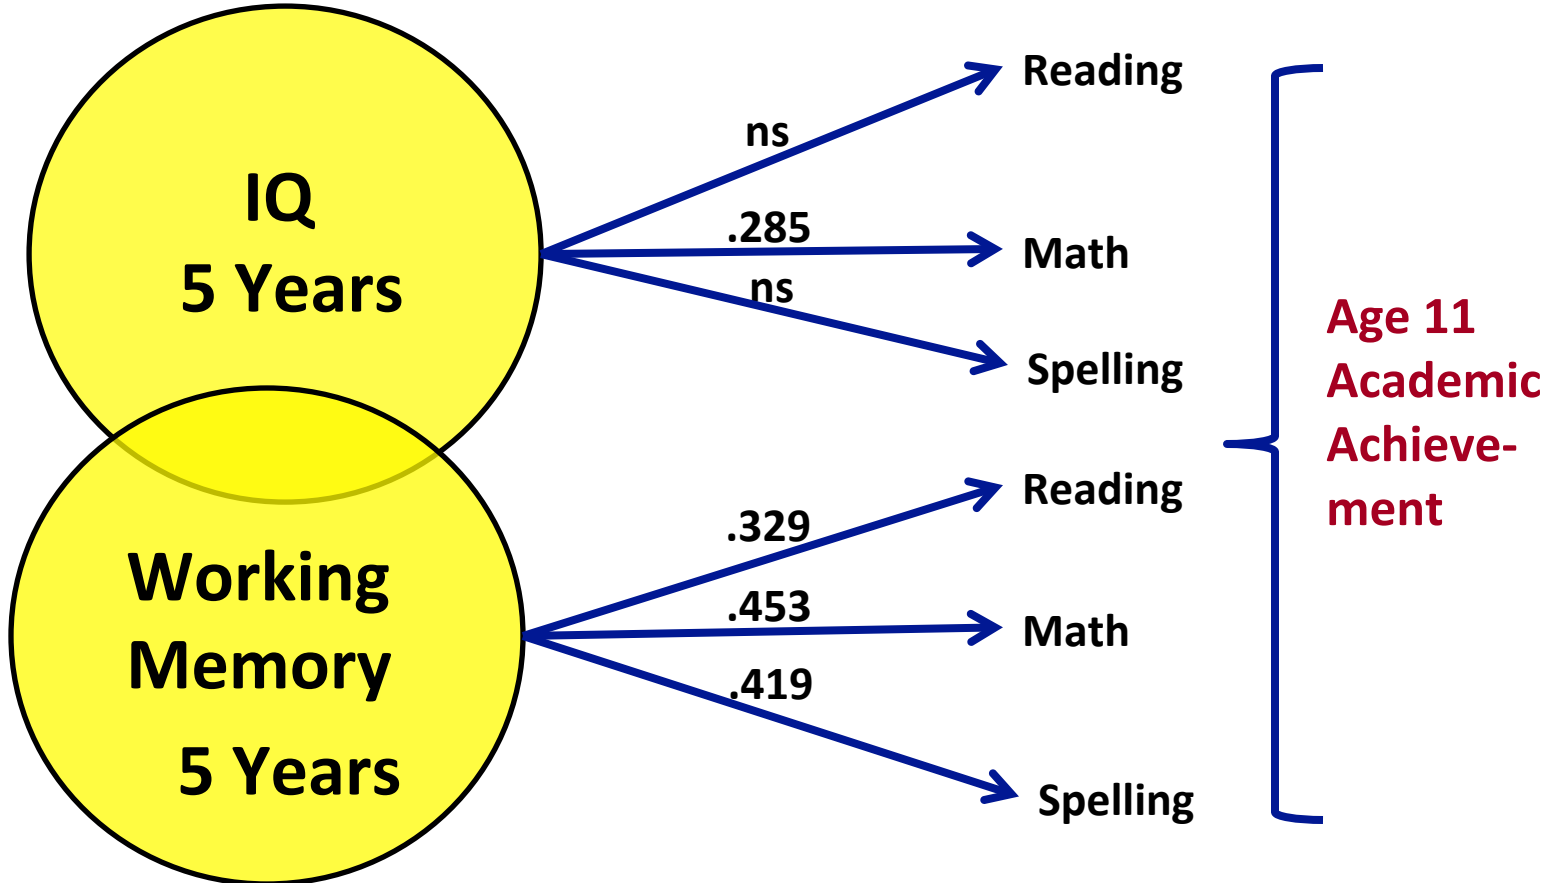 IQ
5 Years
ns
.285
ns
Reading
Math
Spelling
Working
Memory
5 Years
.329
.453
.419
Reading
Math
Spelling
Age 11
Academic
Achieve-
ment